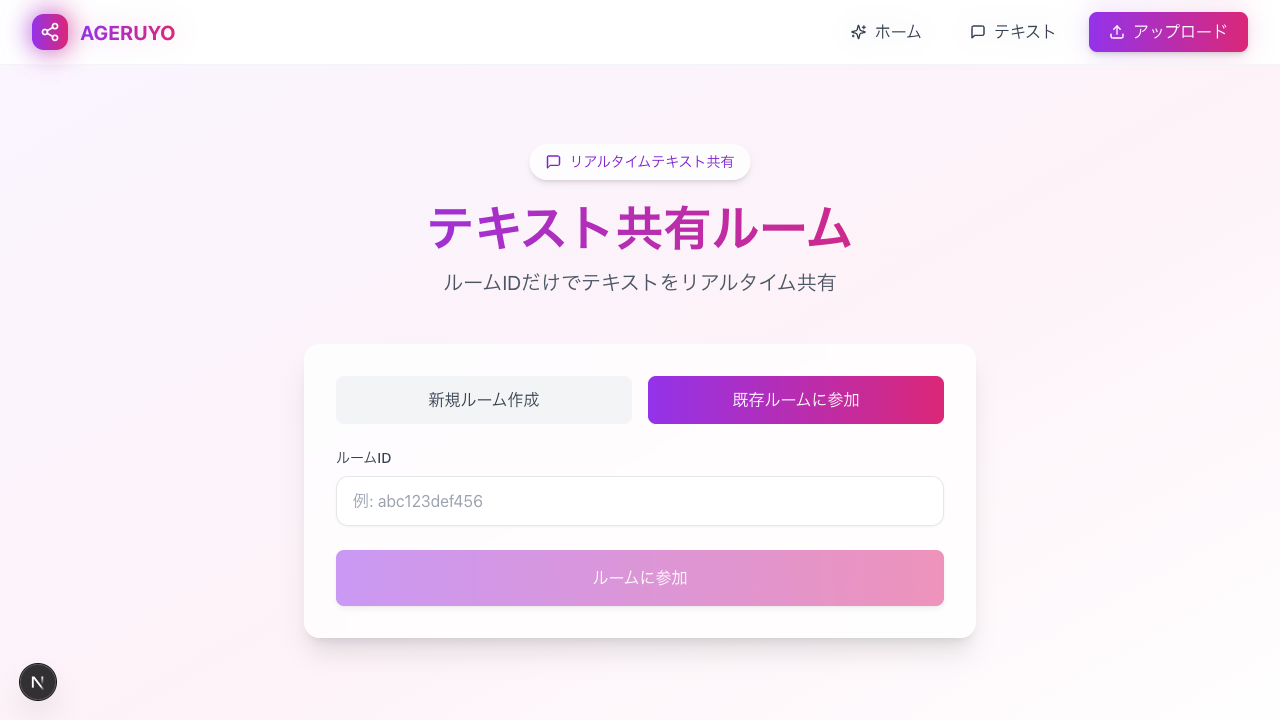 AGERUYO
ホーム
テキスト
アップロード
リアルタイムテキスト共有
テキスト共有ルーム
ルームIDだけでテキストをリアルタイム共有
新規ルーム作成
既存ルームに参加
ルームID
例: abc123def456
ルームに参加
N